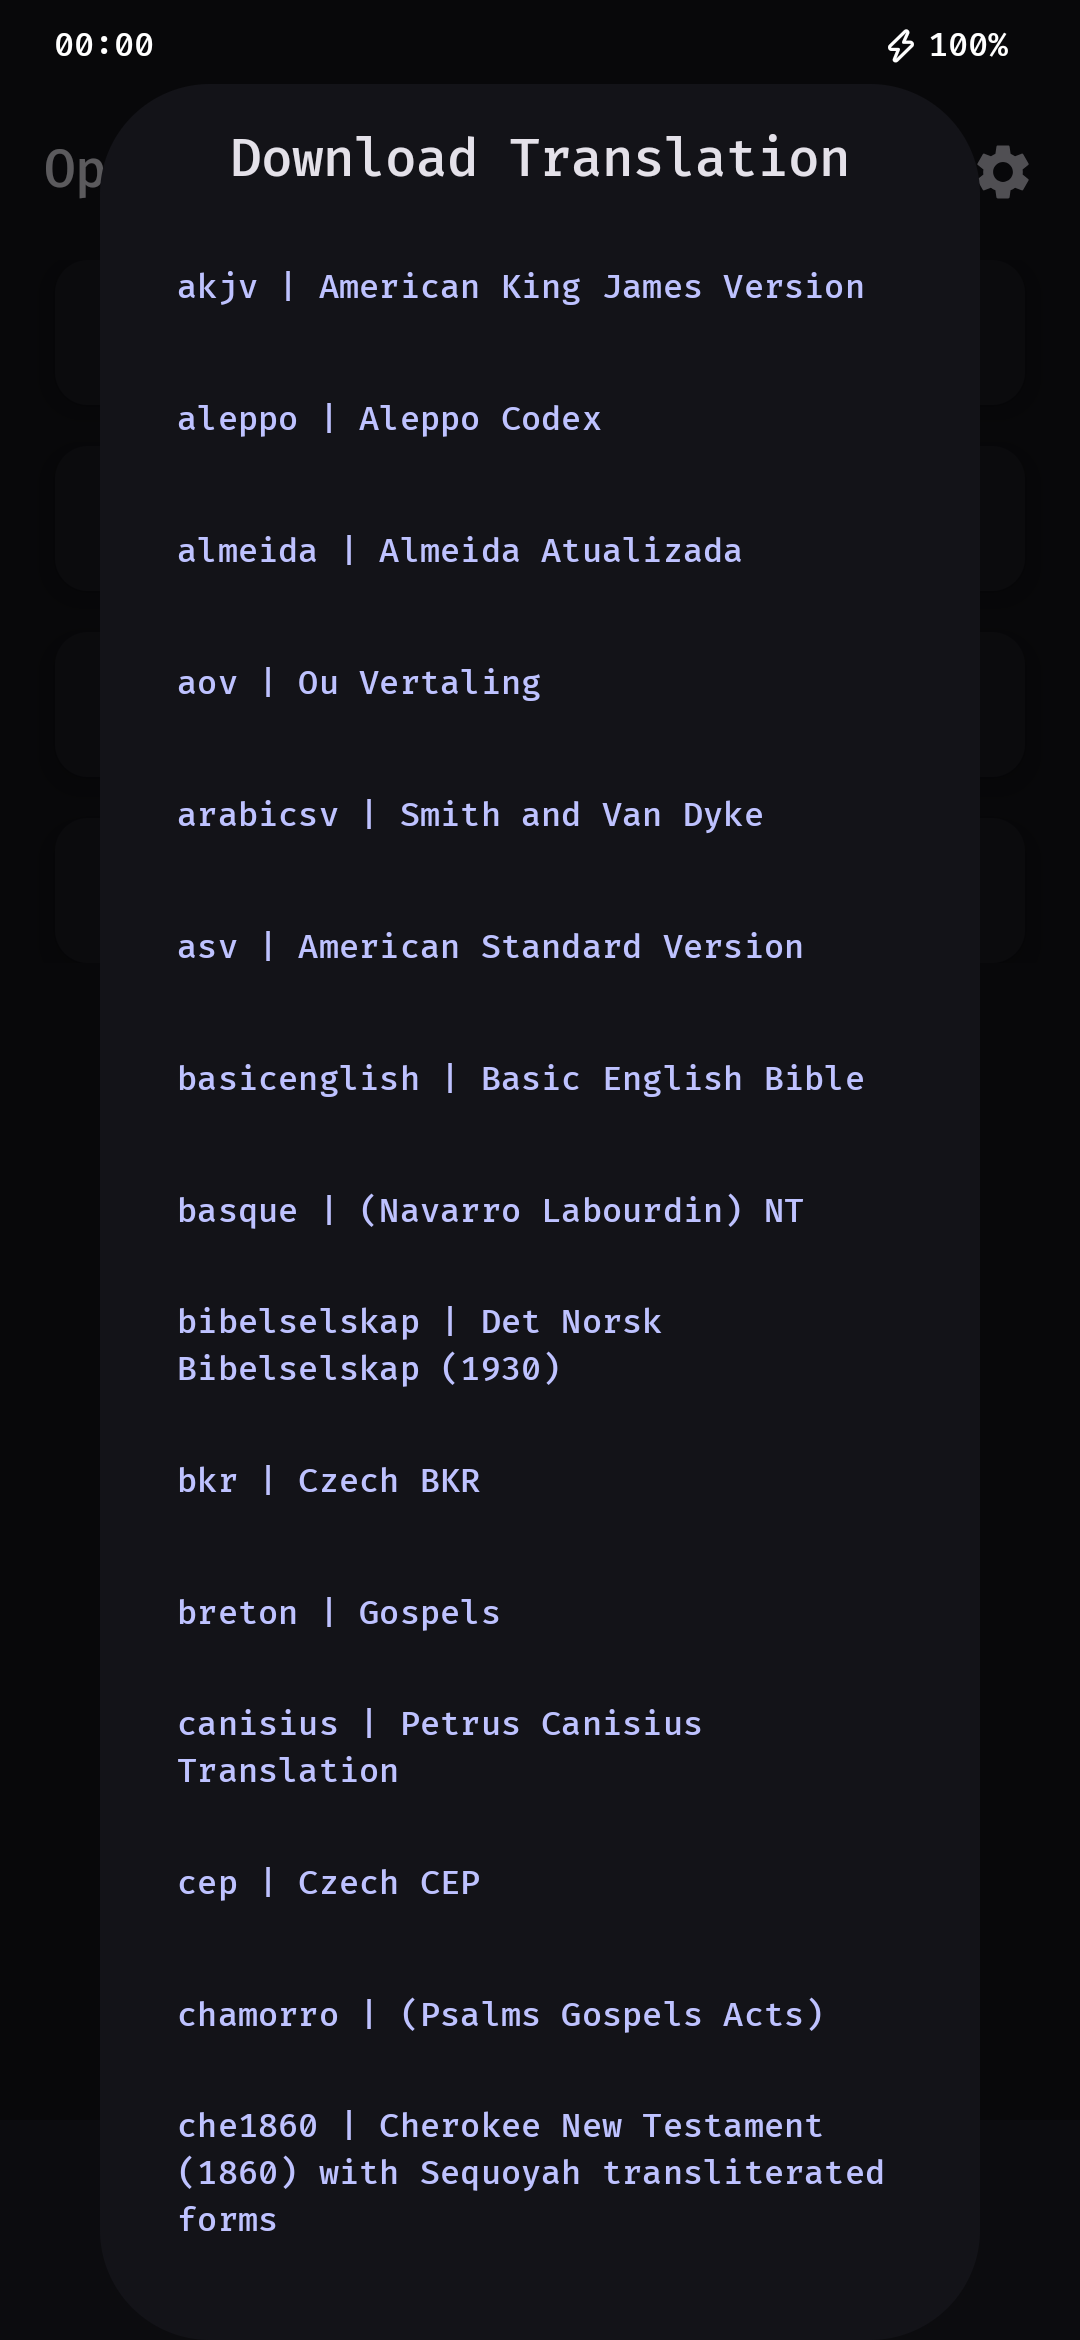 00:00
100%
Op
Download Translation
akjv | American King James Version
aleppo | Aleppo Codex
almeida | Almeida Atualizada
aov | Ou Vertaling
arabicsv | Smith and Van Dyke
asv | American Standard Version
basicenglish | Basic English Bible
basque | (Navarro Labourdin) NT
bibelselskap | Det Norsk
Bibelselskap (1930)
bkr | Czech BKR
breton | Gospels
canisius | Petrus Canisius
Translation
cep | Czech CEP
chamorro | (Psalms Gospels Acts)
che1860 | Cherokee New Testament
(1860) with Sequoyah transliterated
forms